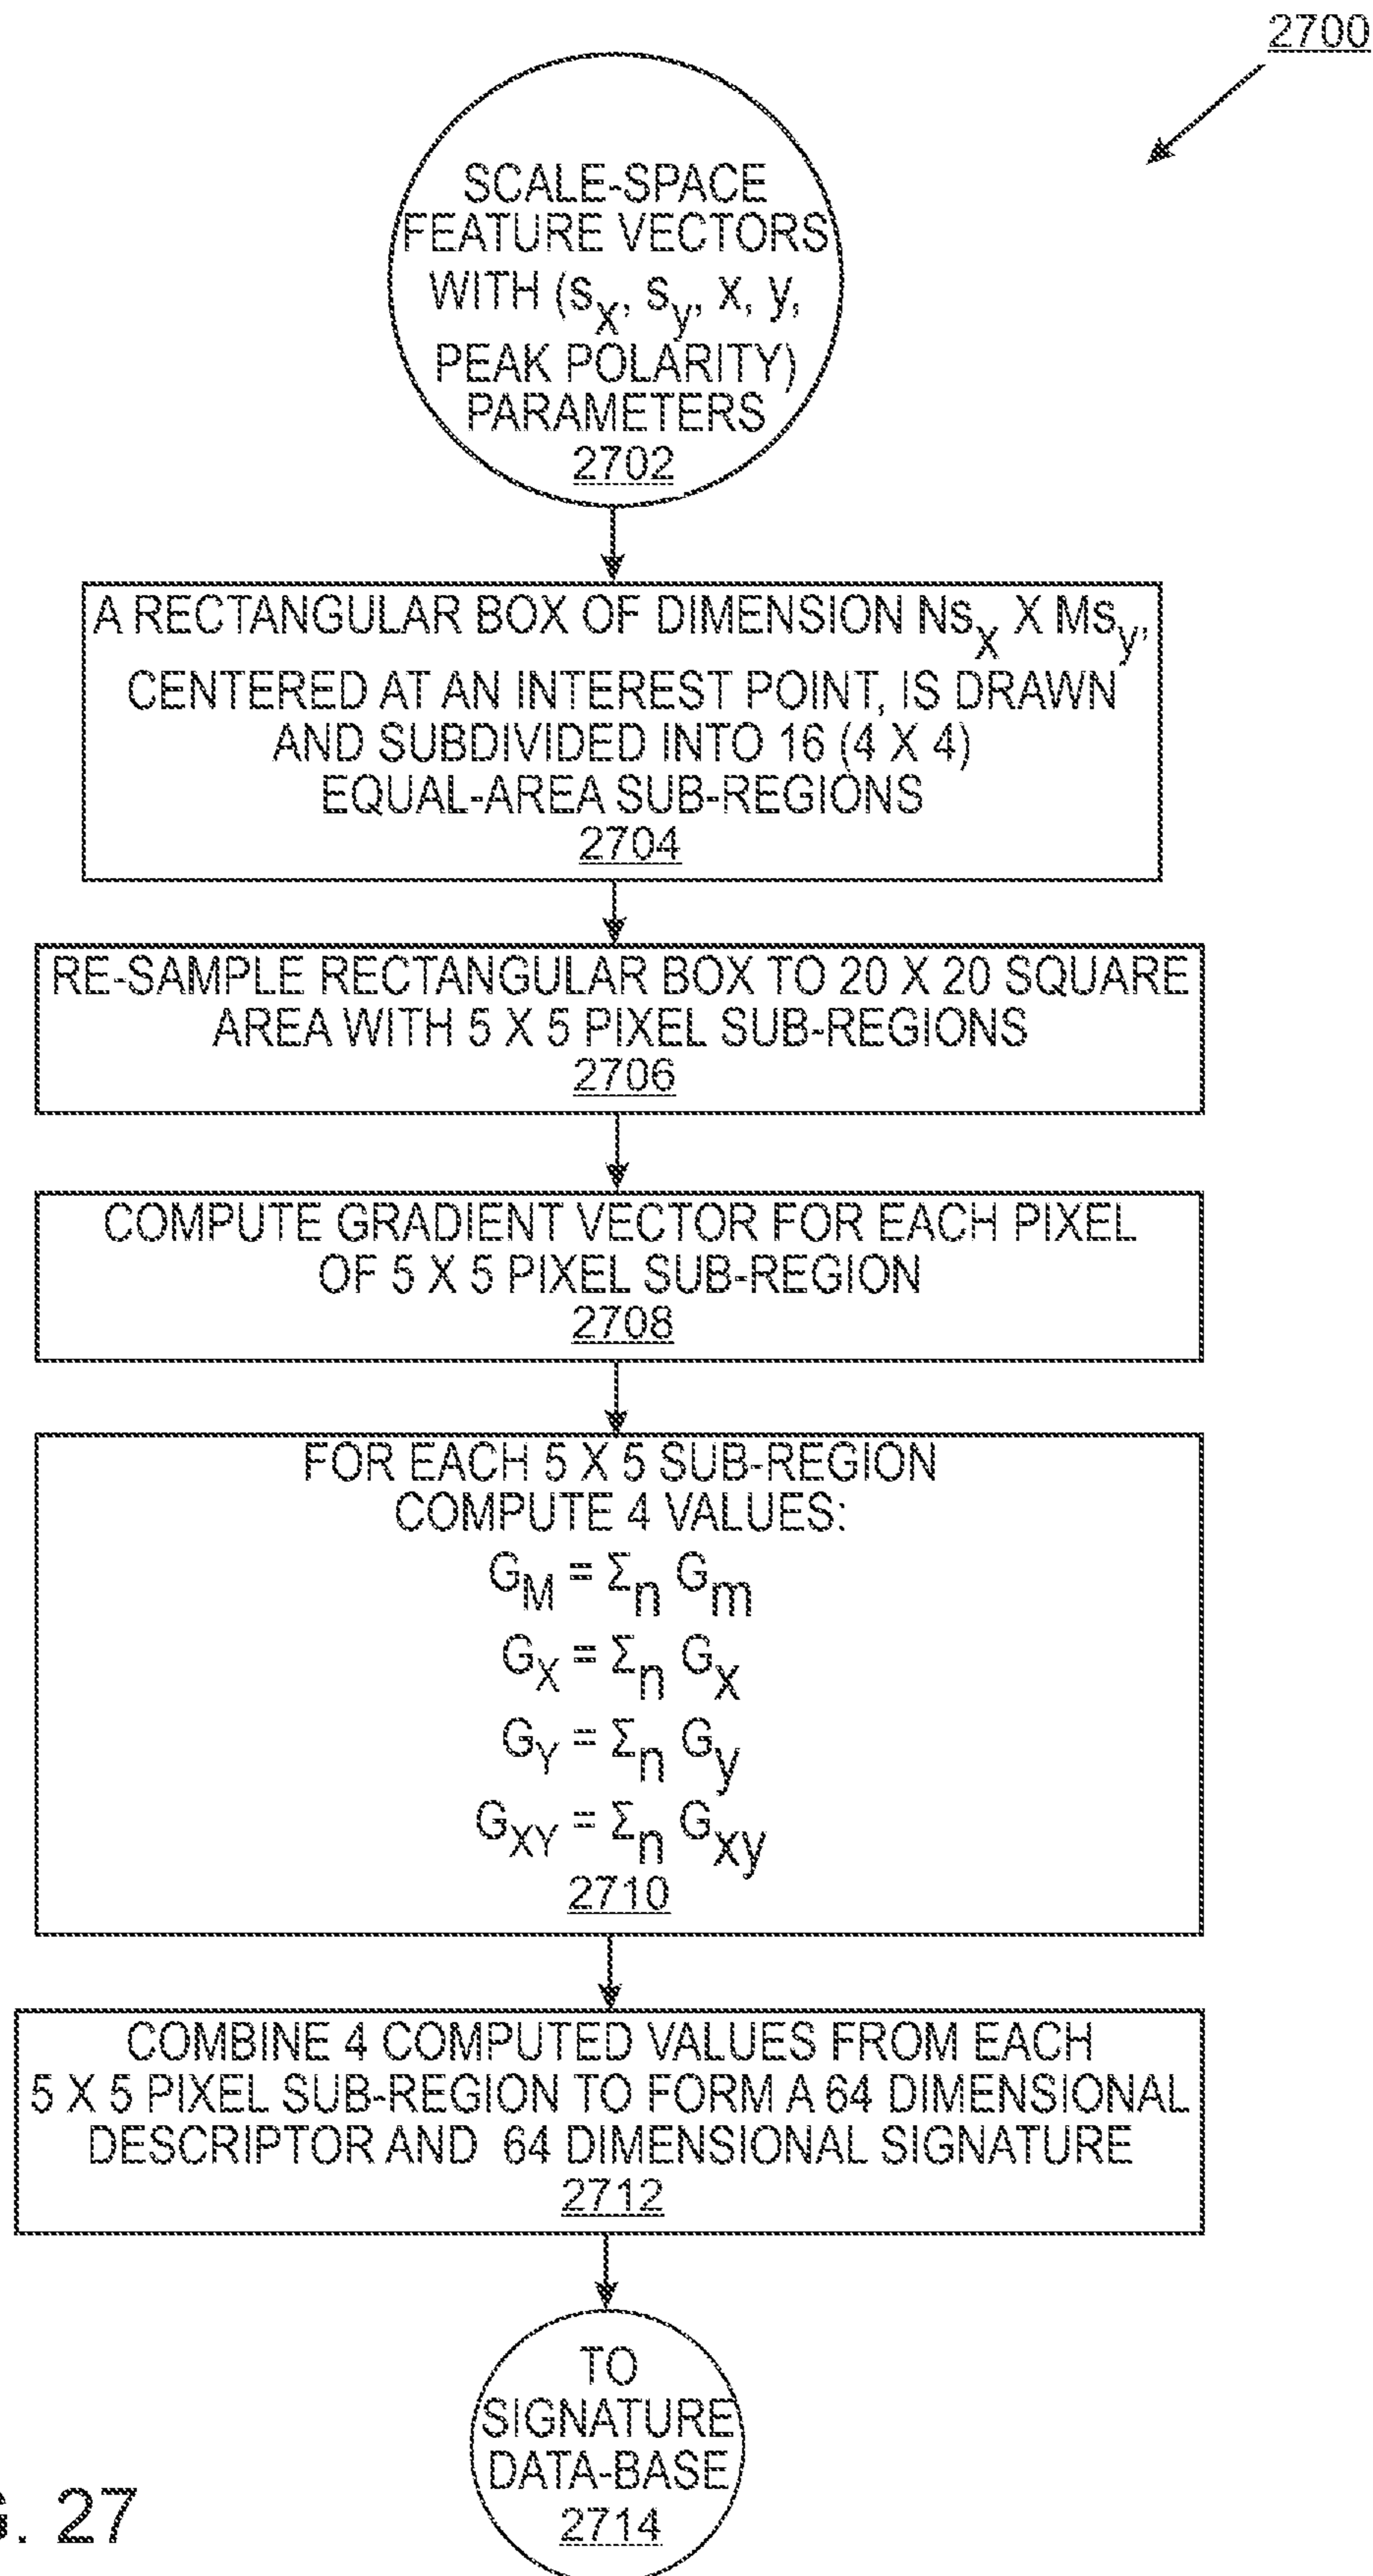 2700
SCALE-SPACE
FEATURE VECTORS
WITH (sx, sy, x, y,
PEAK POLARITY)
PARAMETERS
2702
A RECTANGULAR BOX OF DIMENSION Nsx X Msy,
CENTERED AT AN INTEREST POINT, IS DRAWN
AND SUBDIVIDED INTO 16 (4 X 4)
EQUAL-AREA SUB-REGIONS
2704
RE-SAMPLE RECTANGULAR BOX TO 20 X 20 SQUARE
AREA WITH 5 X 5 PIXEL SUB-REGIONS
2706
COMPUTE GRADIENT VECTOR FOR EACH PIXEL
OF 5 X 5 PIXEL SUB-REGION
2708
FOR EACH 5 X 5 SUB-REGION
COMPUTE 4 VALUES:
GM = Σn Gm
GX = Σn Gx
GY = Σn Gy
GXY = Σn Gxy
2710
COMBINE 4 COMPUTED VALUES FROM EACH
5 X 5 PIXEL SUB-REGION TO FORM A 64 DIMENSIONAL
DESCRIPTOR AND 64 DIMENSIONAL SIGNATURE
2712
TO
SIGNATURE
DATA-BASE
2714
G. 27